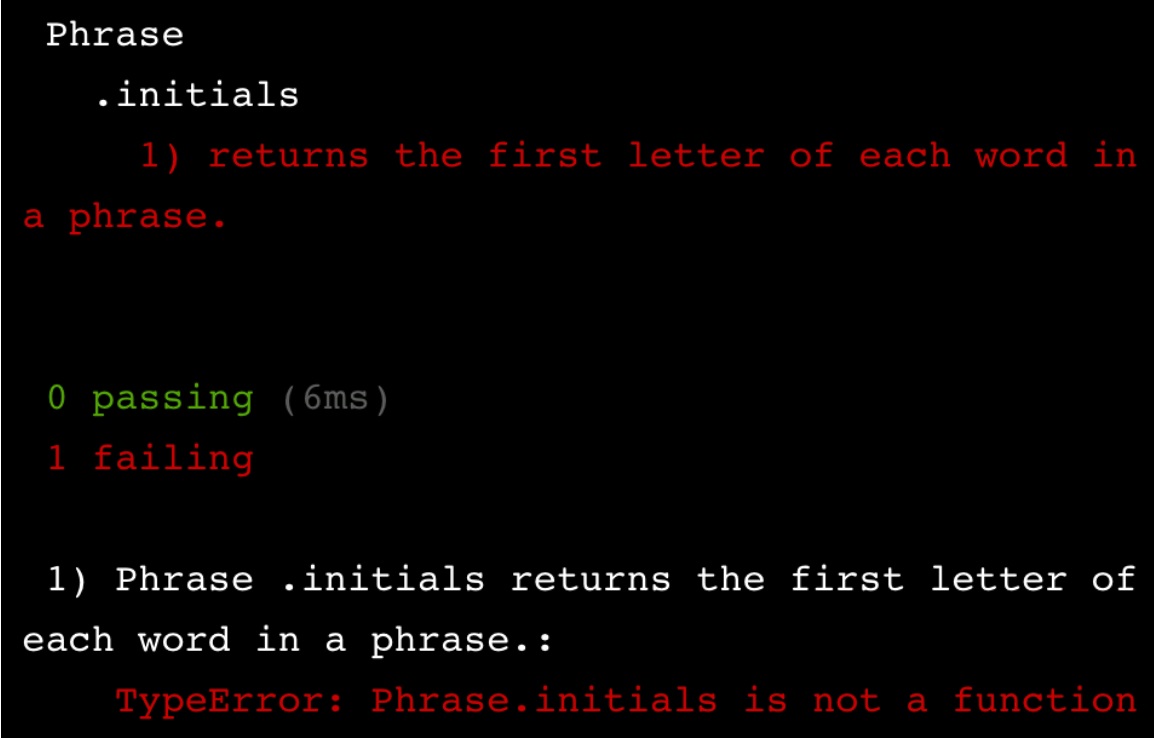 Phrase
.initials
1) returns the first letter of each word in
a phrase.
0 passing (6ms)
1 failing
1) Phrase .initials returns the first letter of
each word in a phrase.:
TypeError: Phrase.initials is not a function